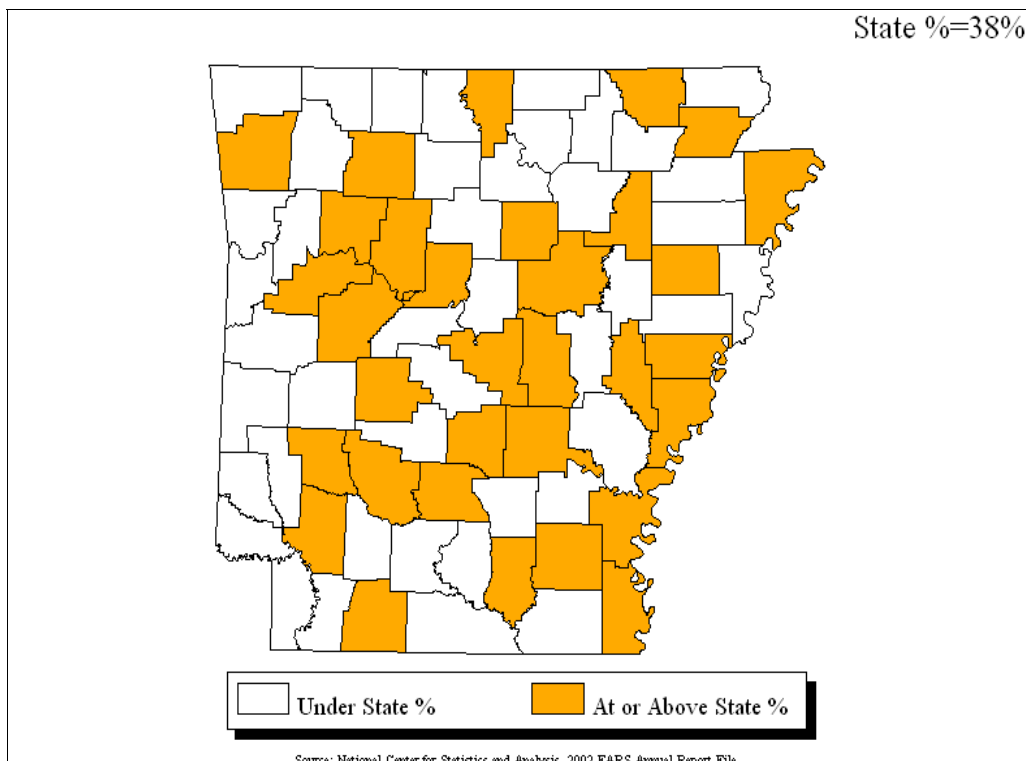 State %=38%
Under State %
At or Above State %
Source: National Center for Statistics and Analysis, 2002 FARS Annual Report File